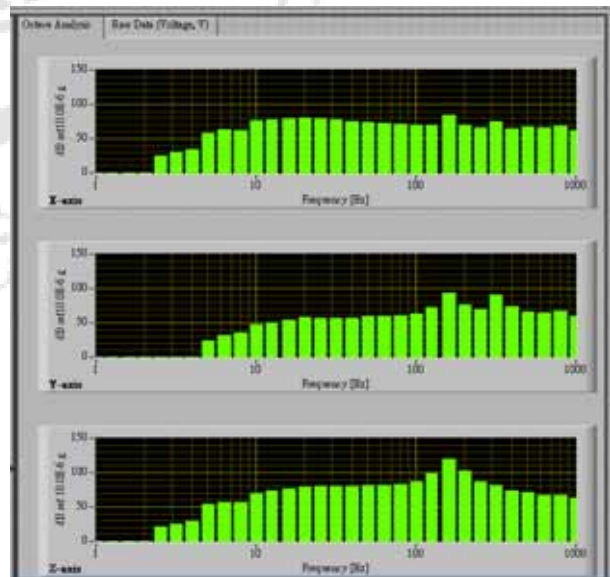 Octave Analysis Raw Data (Voltage, V)
150
100
50
0
1 10 100 1000
X-axis Frequency [Hz]
150
100
50
0
1 10 100 1000
Y-axis Frequency [Hz]
150
100
50
0
1 10 100 1000
Z-axis Frequency [Hz]